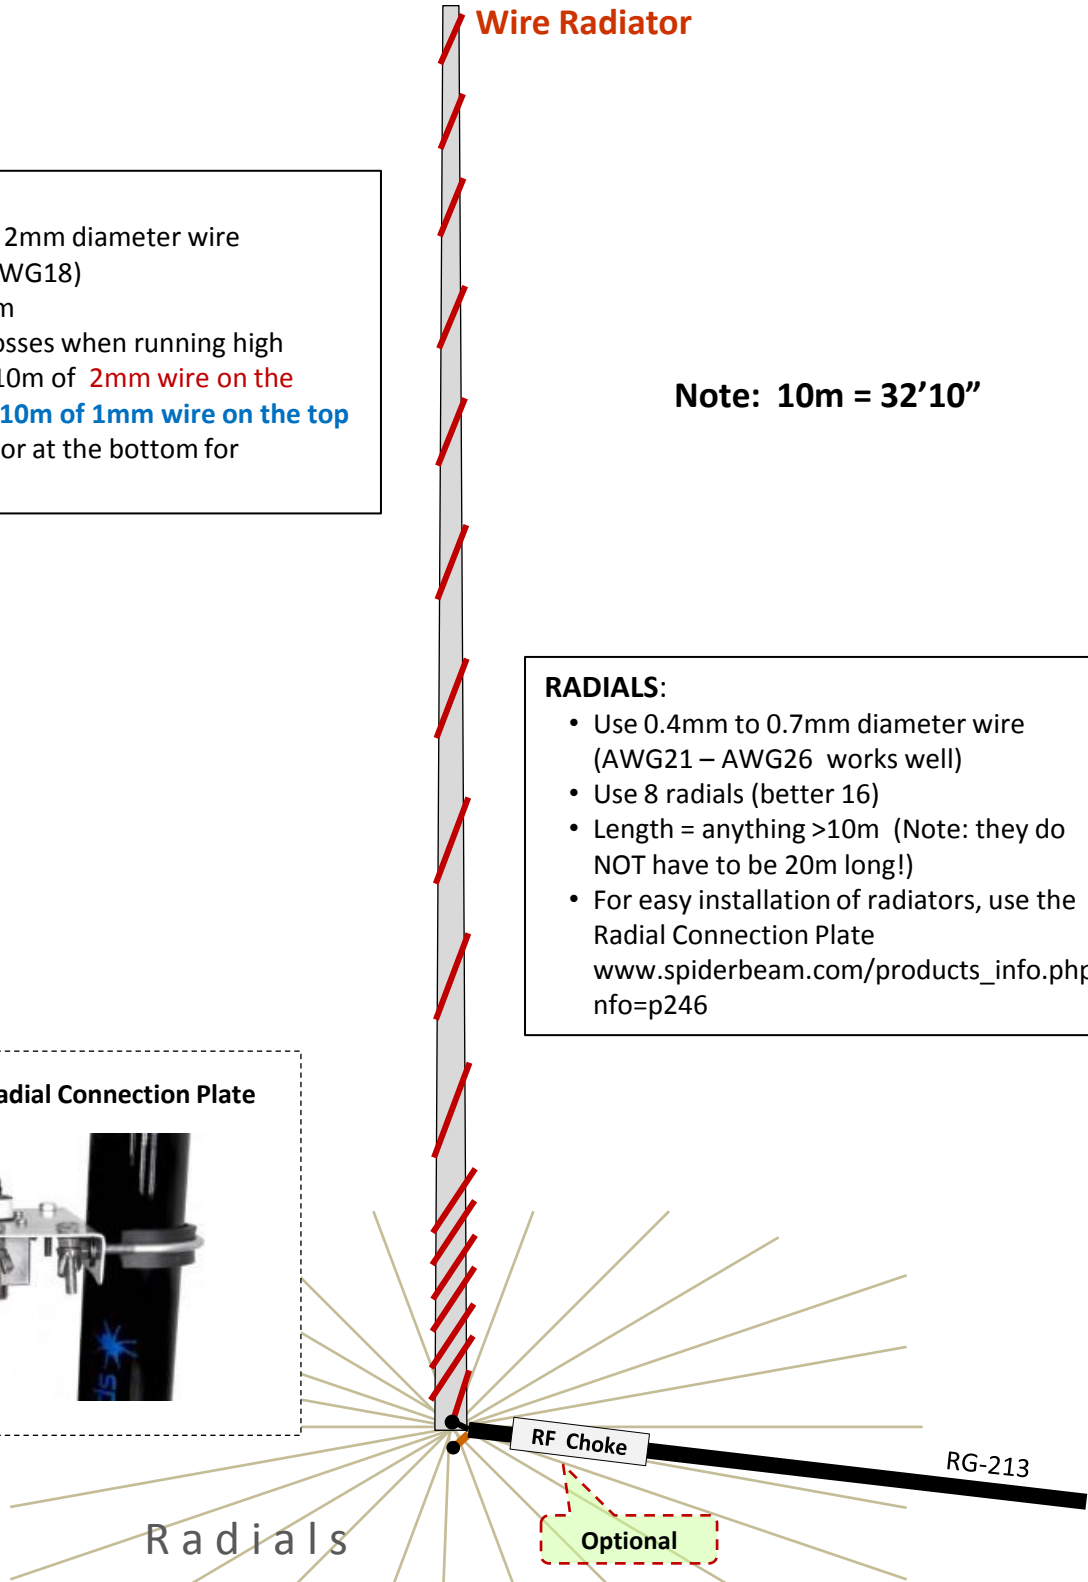 Wire Radiator
2mm diameter wire
WG18)
m
osses when running high
10m of 2mm wire on the
10m of 1mm wire on the top
or at the bottom for
Note: 10m = 32’10”
RADIALS:
• Use 0.4mm to 0.7mm diameter wire
(AWG21 – AWG26 works well)
• Use 8 radials (better 16)
• Length = anything >10m (Note: they do
NOT have to be 20m long!)
• For easy installation of radiators, use the
Radial Connection Plate
www.spiderbeam.com/products_info.php
nfo=p246
adial Connection Plate
sp
RF Choke
RG-213
Optional
Radials